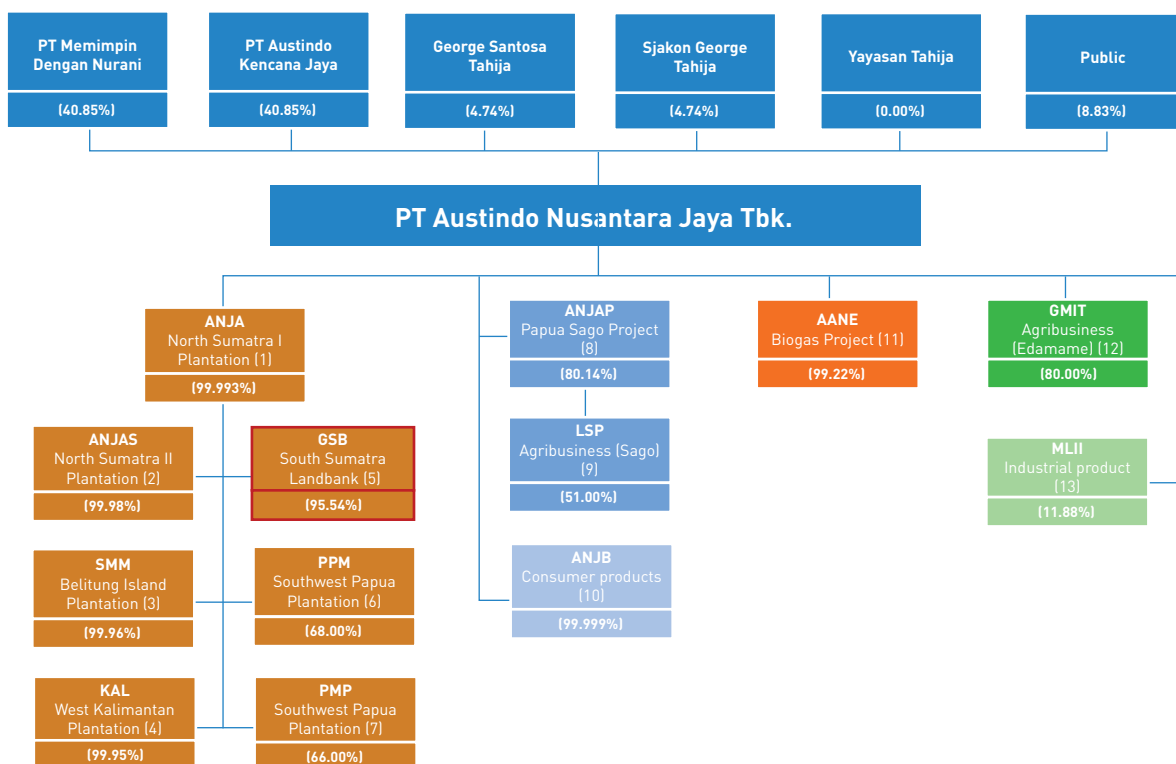 PT Memimpin
Dengan Nurani
(40.85%)
PT Austindo
Kencana Jaya
(40.85%)
George Santosa
Tahija
(4.74%)
Sjakon George
Tahija
(4.74%)
Yayasan Tahija
(0.00%)
Public
(8.83%)
PT Austindo Nusantara Jaya Tbk.
ANJA
North Sumatra I
Plantation (1)
(99.993%)
ANJAS
North Sumatra II
Plantation (2)
(99.98%)
GSB
South Sumatra
Landbank (5)
(95.54%)
SMM
Belitung Island
Plantation (3)
(99.96%)
PPM
Southwest Papua
Plantation (6)
(68.00%)
KAL
West Kalimantan
Plantation (4)
(99.95%)
PMP
Southwest Papua
Plantation (7)
(66.00%)
ANJAP
Papua Sago Project
(8)
(80.14%)
LSP
Agribusiness (Sago)
(9)
(51.00%)
ANJB
Consumer products
(10)
(99.999%)
AANE
Biogas Project (11)
(99.22%)
GMIT
Agribusiness
(Edamame) (12)
(80.00%)
MLII
Industrial product
(13)
(11.88%)